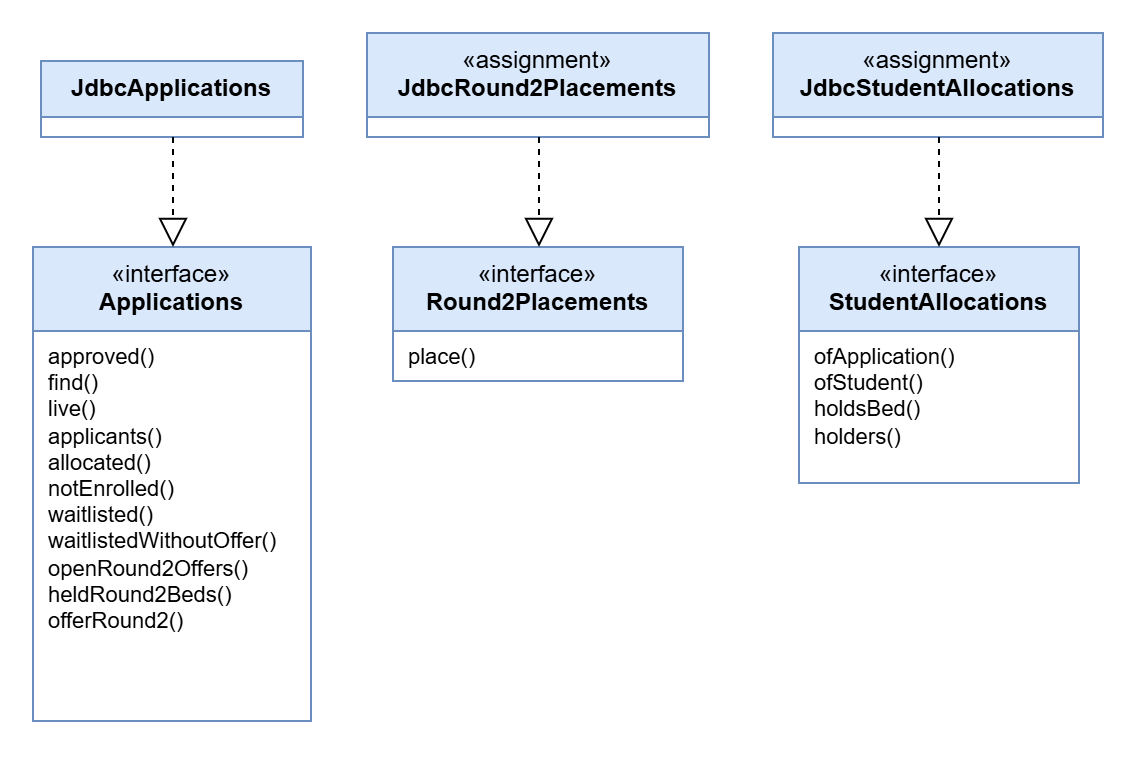 JdbcApplications
«assignment»
JdbcRound2Placements
«assignment»
JdbcStudentAllocations
«interface»
Applications
approved()
find()
live()
applicants()
allocated()
notEnrolled()
waitlisted()
waitlistedWithoutOffer()
openRound2Offers()
heldRound2Beds()
offerRound2()
«interface»
Round2Placements
place()
«interface»
StudentAllocations
ofApplication()
ofStudent()
holdsBed()
holders()